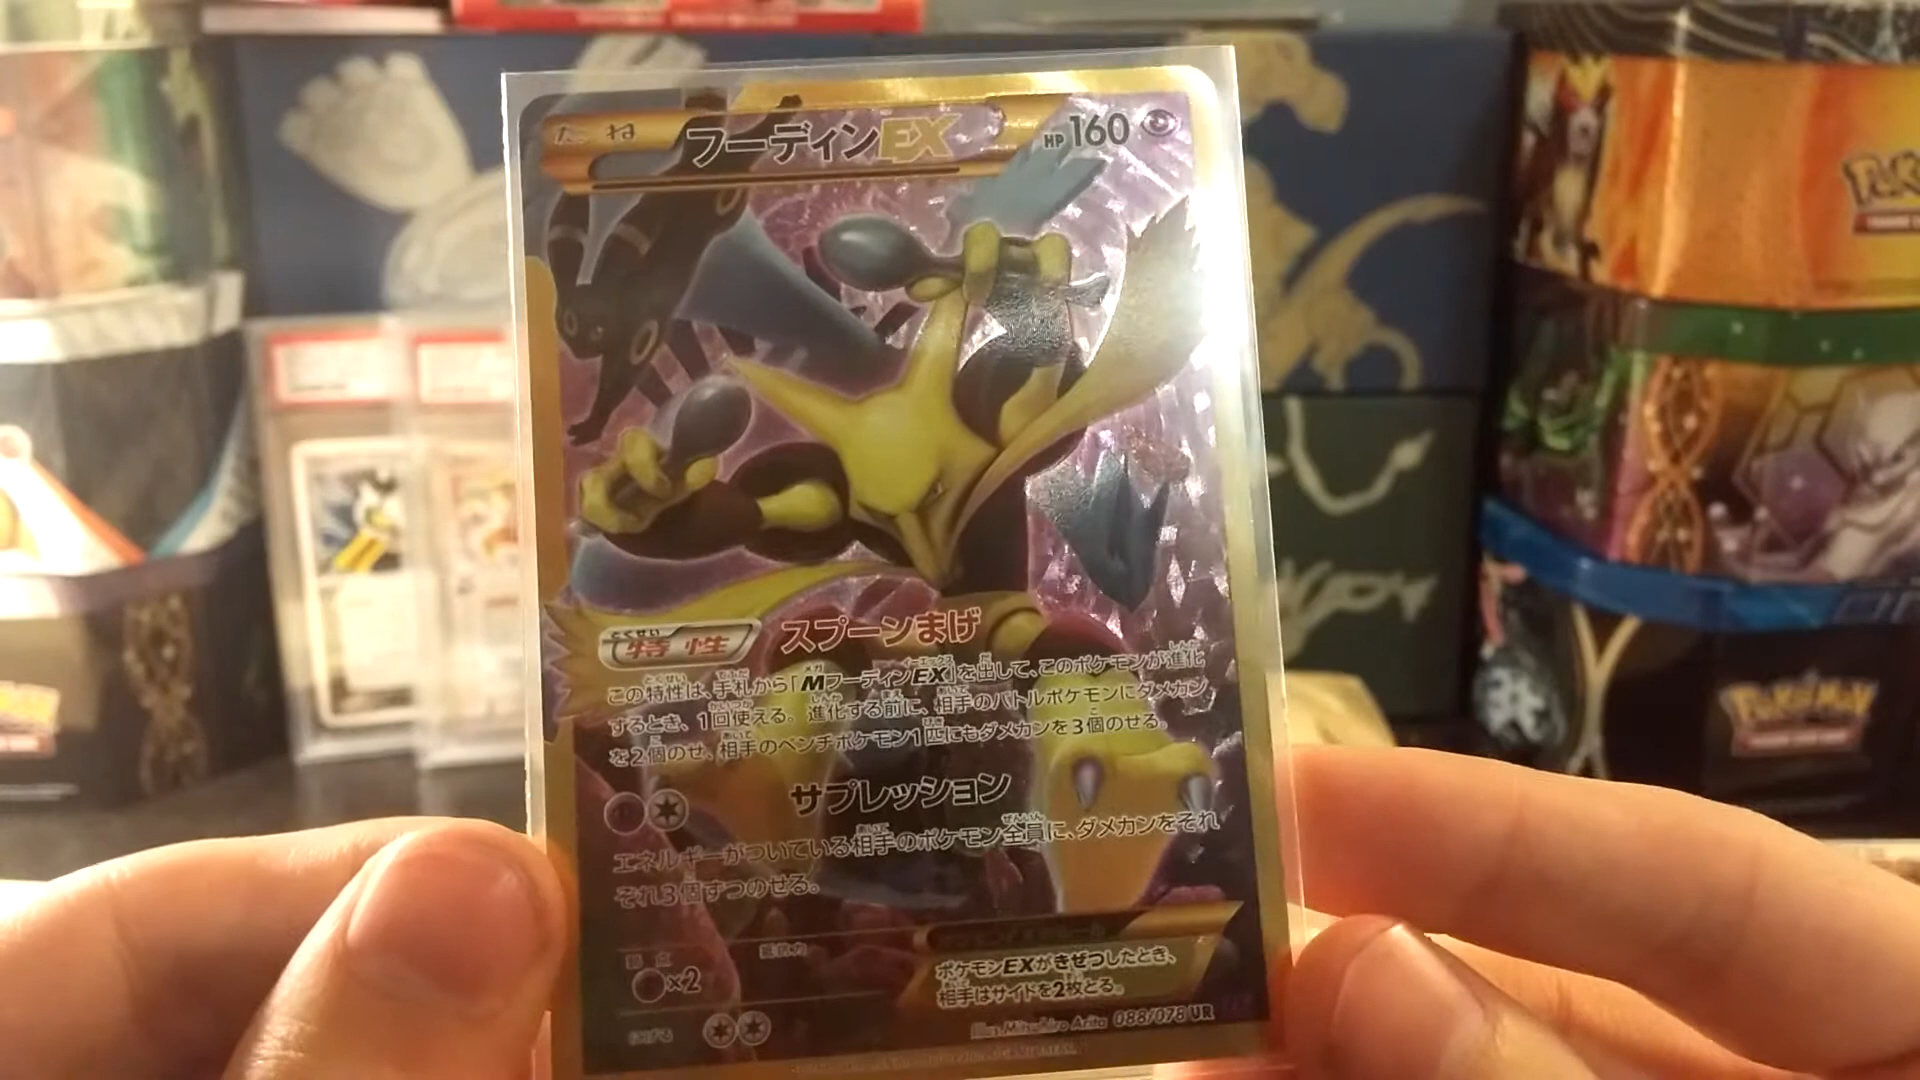 たね
フーディンEX
HP160
とくせい
特性
スプーンまげ
この特性は、手札から「MフーディンEX」を出して、このポケモンが進化
するとき、1回使える。進化する前に、相手のバトルポケモンにダメカン
を2個のせ、相手のベンチポケモン1匹にもダメカンを3個のせる。
サプレッション
エネルギーがついている相手のポケモン全員に、ダメカンをそれ
ぞれ3個ずつのせる。
弱点
抵抗力
×2
ポケモンEXがきぜつしたとき、
相手はサイドを2枚とる。
にげる
Illus. Mitsuhiro Arita 088/078 UR
Pokémon